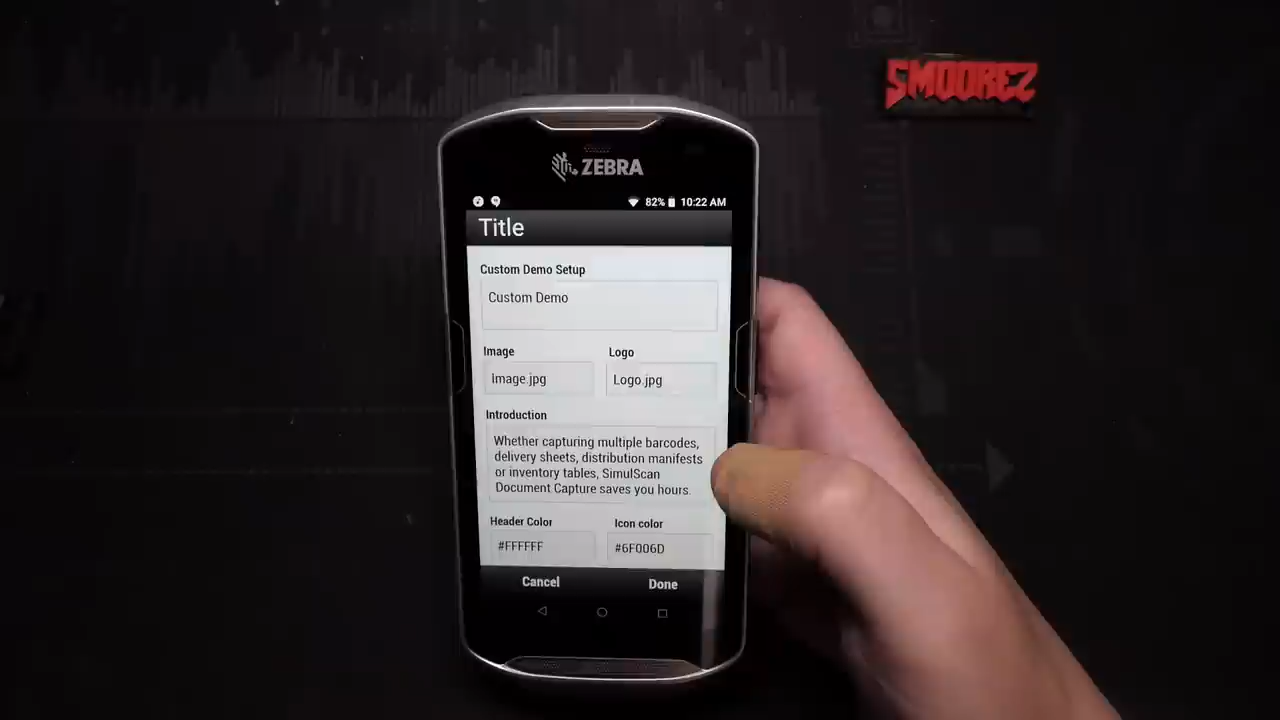 SMOOREZ
ZEBRA
82% 10:22 AM
Title
Custom Demo Setup
Custom Demo
Image Logo
Image.jpg Logo.jpg
Introduction
Whether capturing multiple barcodes,
delivery sheets, distribution manifests
or inventory tables, SimulScan
Document Capture saves you hours.
Header Color Icon color
#FFFFFF #6F006D
Cancel Done